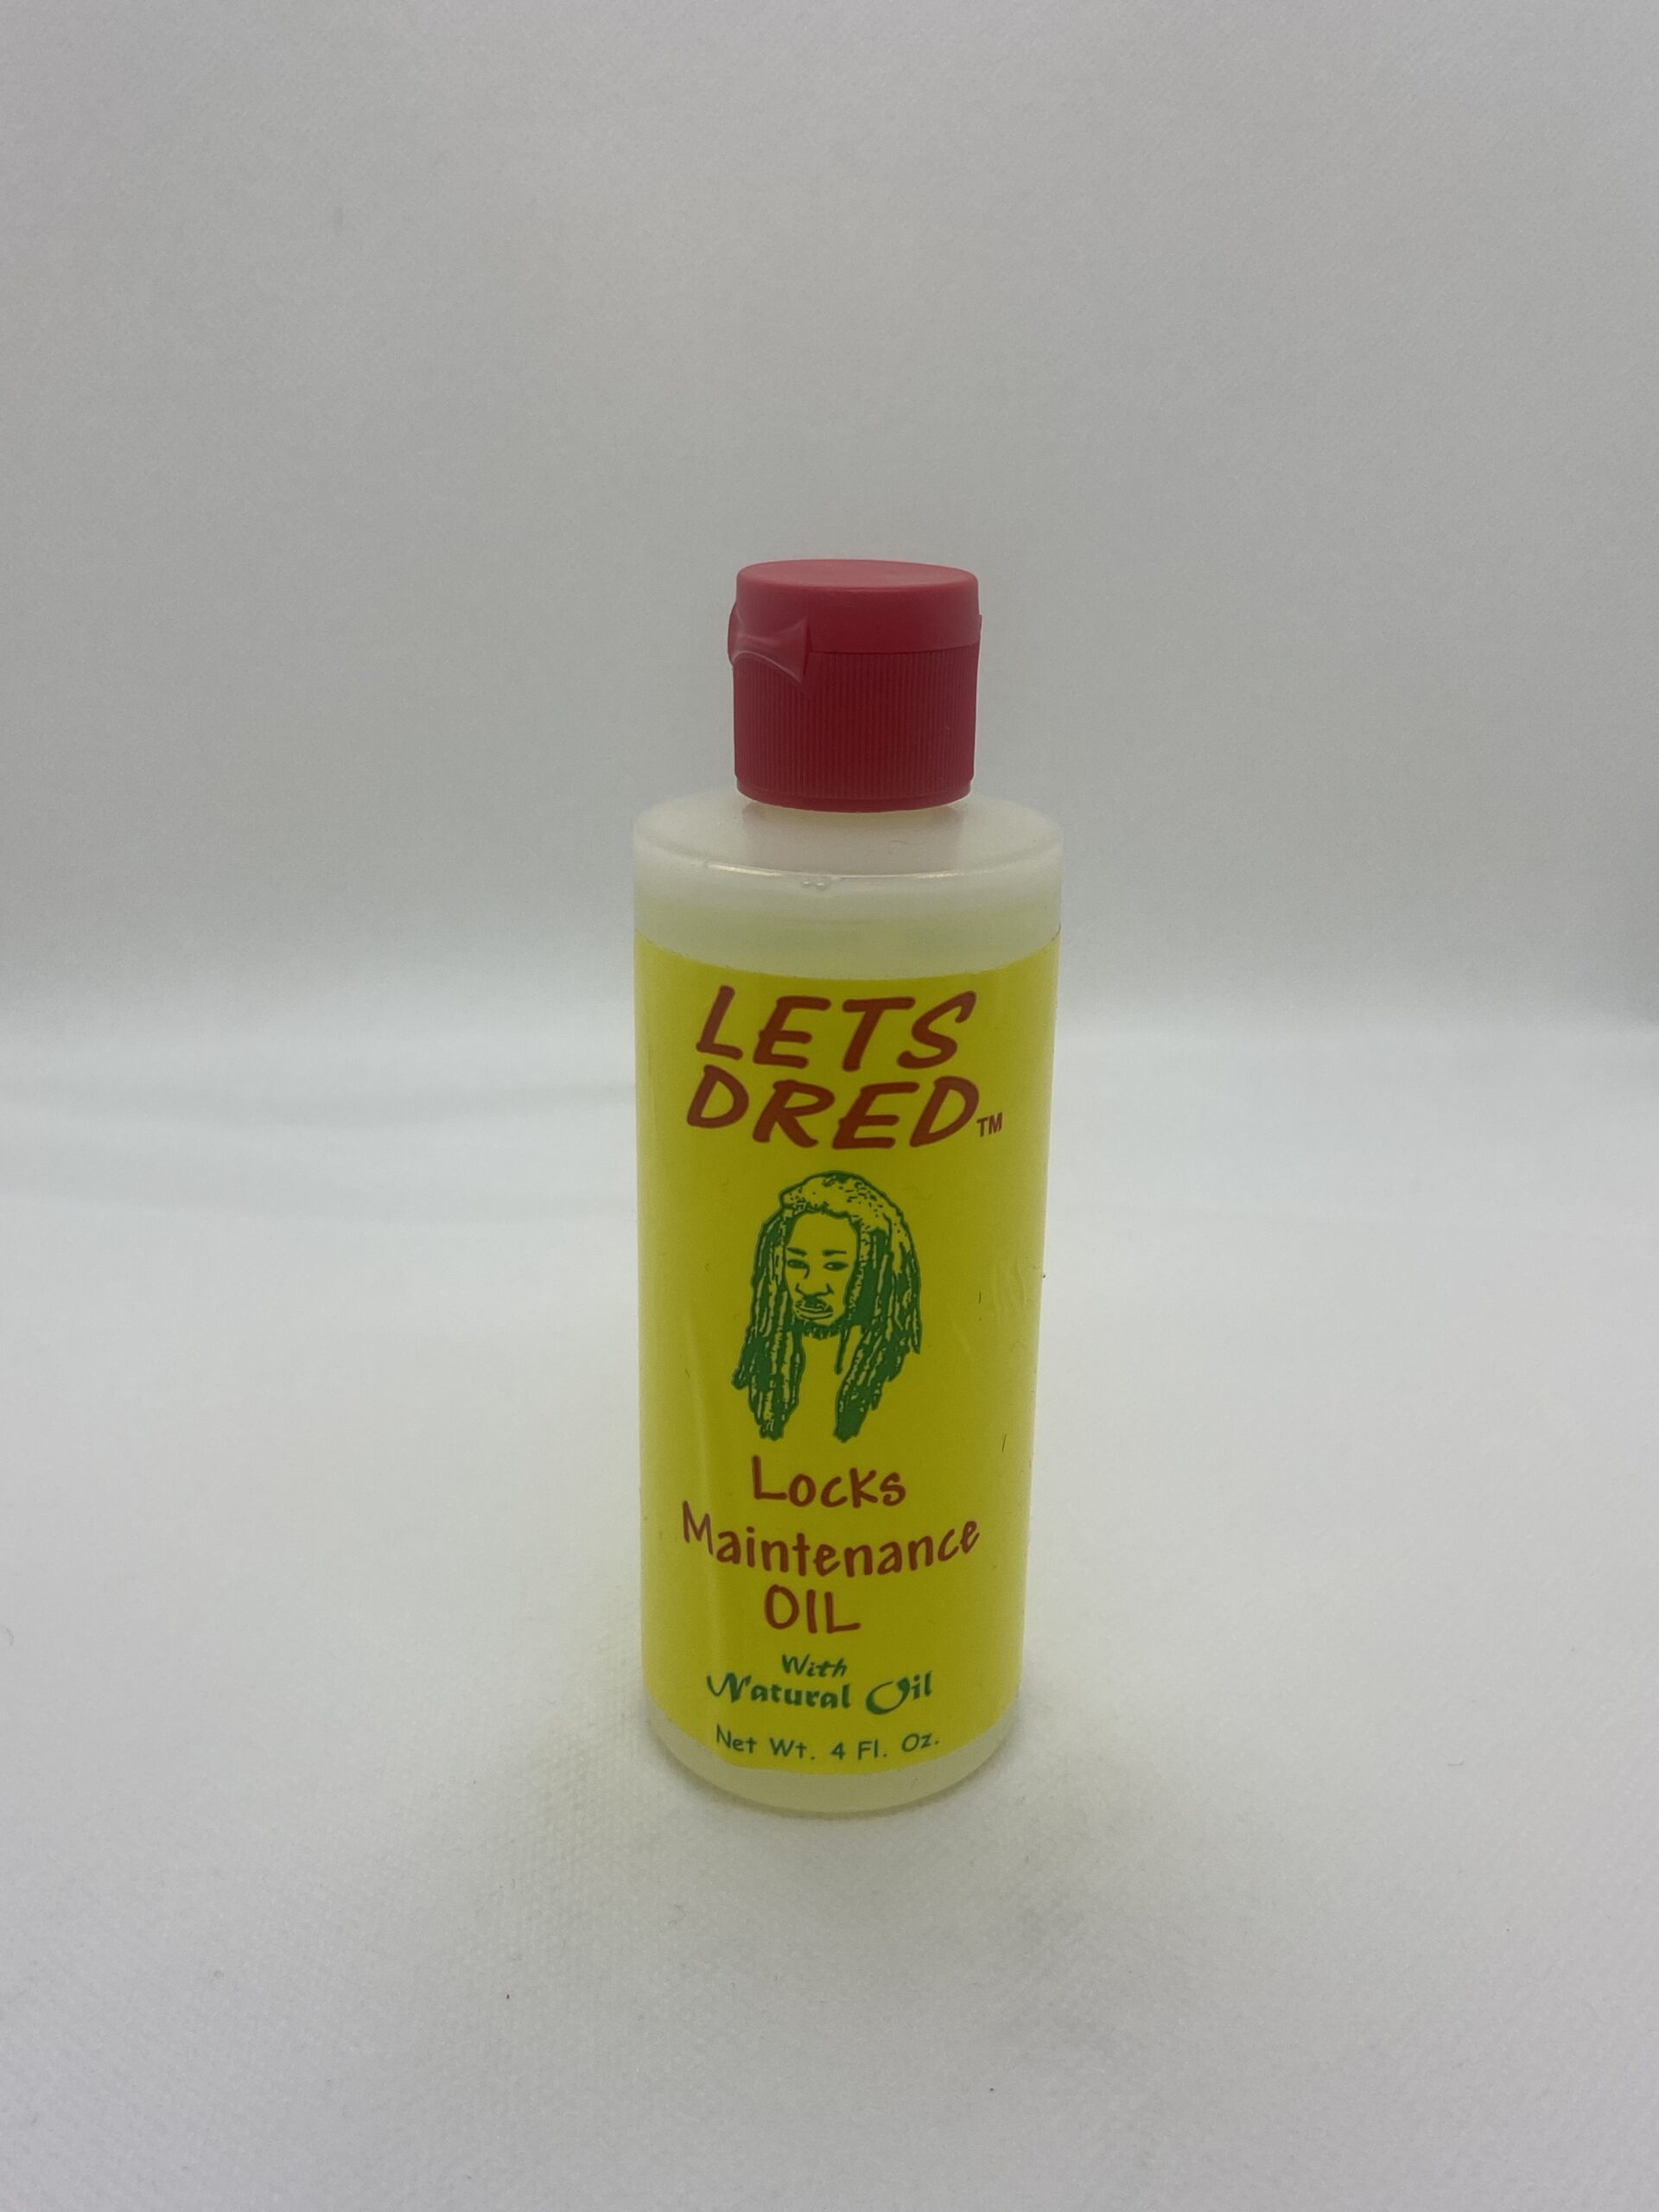 LETS
DRED™
Locks
Maintenance
OIL
With
Natural Oil
Net Wt. 4 Fl. Oz.